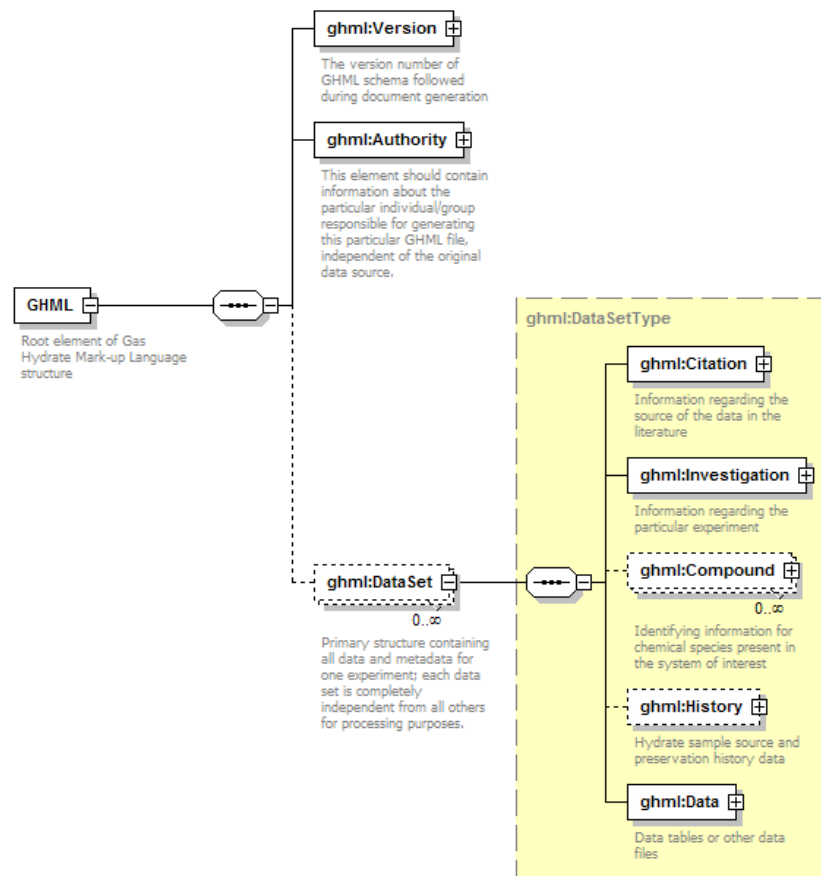 ghml:Version
The version number of
GHML schema followed
during document generation
ghml:Authority
This element should contain
information about the
particular individual/group
responsible for generating
this particular GHML file,
independent of the original
data source.
GHML
Root element of Gas
Hydrate Mark-up Language
structure
ghml:DataSet
0..∞
Primary structure containing
all data and metadata for
one experiment; each data
set is completely
independent from all others
for processing purposes.
ghml:DataSetType
ghml:Citation
Information regarding the
source of the data in the
literature
ghml:Investigation
Information regarding the
particular experiment
ghml:Compound
0..∞
Identifying information for
chemical species present in
the system of interest
ghml:History
Hydrate sample source and
preservation history data
ghml:Data
Data tables or other data
files